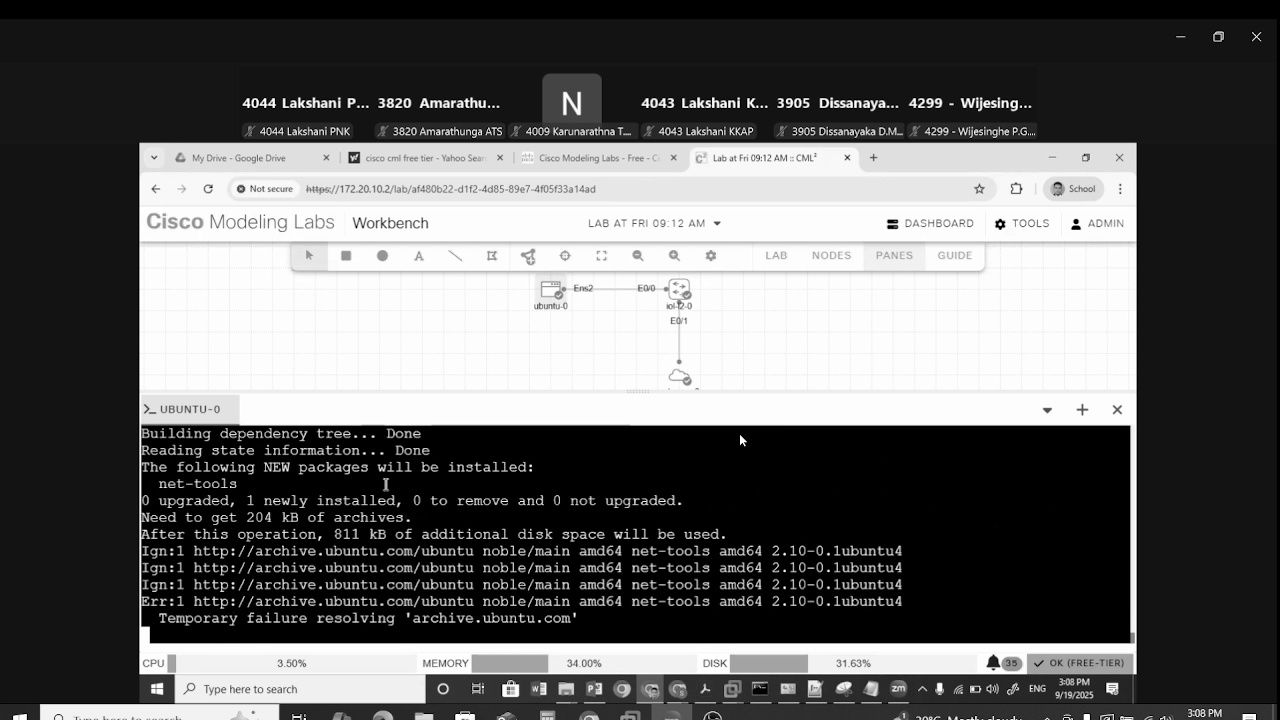 4044 Lakshani P... 3820 Amarathu... N 4043 Lakshani K... 3905 Dissanaya... 4299 - Wijesing...
4044 Lakshani PNK 3820 Amarathunga ATS 4009 Karunarathna T... 4043 Lakshani KKAP 3905 Dissanayaka D.M... 4299 - Wijesinghe P.G....
My Drive - Google Drive cisco cml free tier - Yahoo Sear Cisco Modeling Labs - Free - Ci Lab at Fri 09:12 AM :: CML²
Not secure https://172.20.10.2/lab/af480b22-d1f2-4d85-89e7-4f05f33a14ad School
Cisco Modeling Labs Workbench LAB AT FRI 09:12 AM DASHBOARD TOOLS ADMIN
A LAB NODES PANES GUIDE
Ens2 E0/0
ubuntu-0 iol-l2-0
E0/1
UBUNTU-0
Building dependency tree... Done
Reading state information... Done
The following NEW packages will be installed:
net-tools
0 upgraded, 1 newly installed, 0 to remove and 0 not upgraded.
Need to get 204 kB of archives.
After this operation, 811 kB of additional disk space will be used.
Ign:1 http://archive.ubuntu.com/ubuntu noble/main amd64 net-tools amd64 2.10-0.1ubuntu4
Ign:1 http://archive.ubuntu.com/ubuntu noble/main amd64 net-tools amd64 2.10-0.1ubuntu4
Ign:1 http://archive.ubuntu.com/ubuntu noble/main amd64 net-tools amd64 2.10-0.1ubuntu4
Err:1 http://archive.ubuntu.com/ubuntu noble/main amd64 net-tools amd64 2.10-0.1ubuntu4
Temporary failure resolving 'archive.ubuntu.com'
CPU 3.50% MEMORY 34.00% DISK 31.63% 35 OK (FREE-TIER)
Type here to search ENG 3:08 PM
9/19/2025
Type here to search 3:08 PM